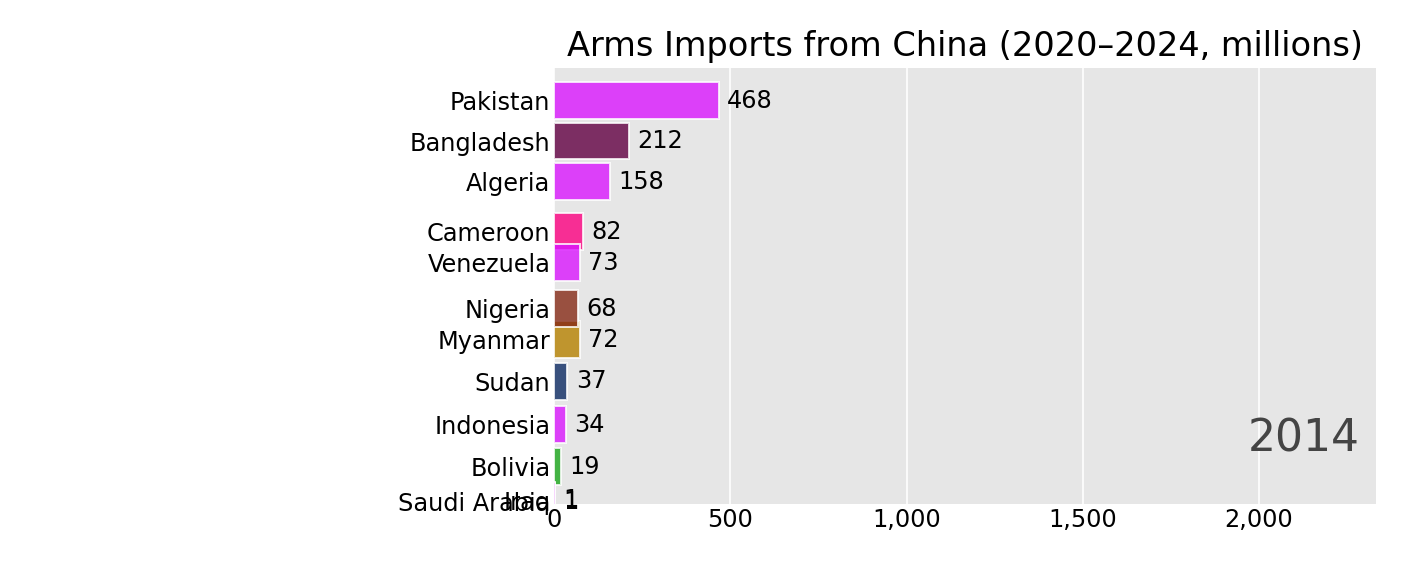 Arms Imports from China (2020–2024, millions)
Pakistan 468
Bangladesh 212
Algeria 158
Cameroon 82
Venezuela 73
Nigeria 68
Myanmar 72
Sudan 37
Indonesia 34
2014
Bolivia 19
Saudi Arabia Iraq 1 1
0 500 1,000 1,500 2,000